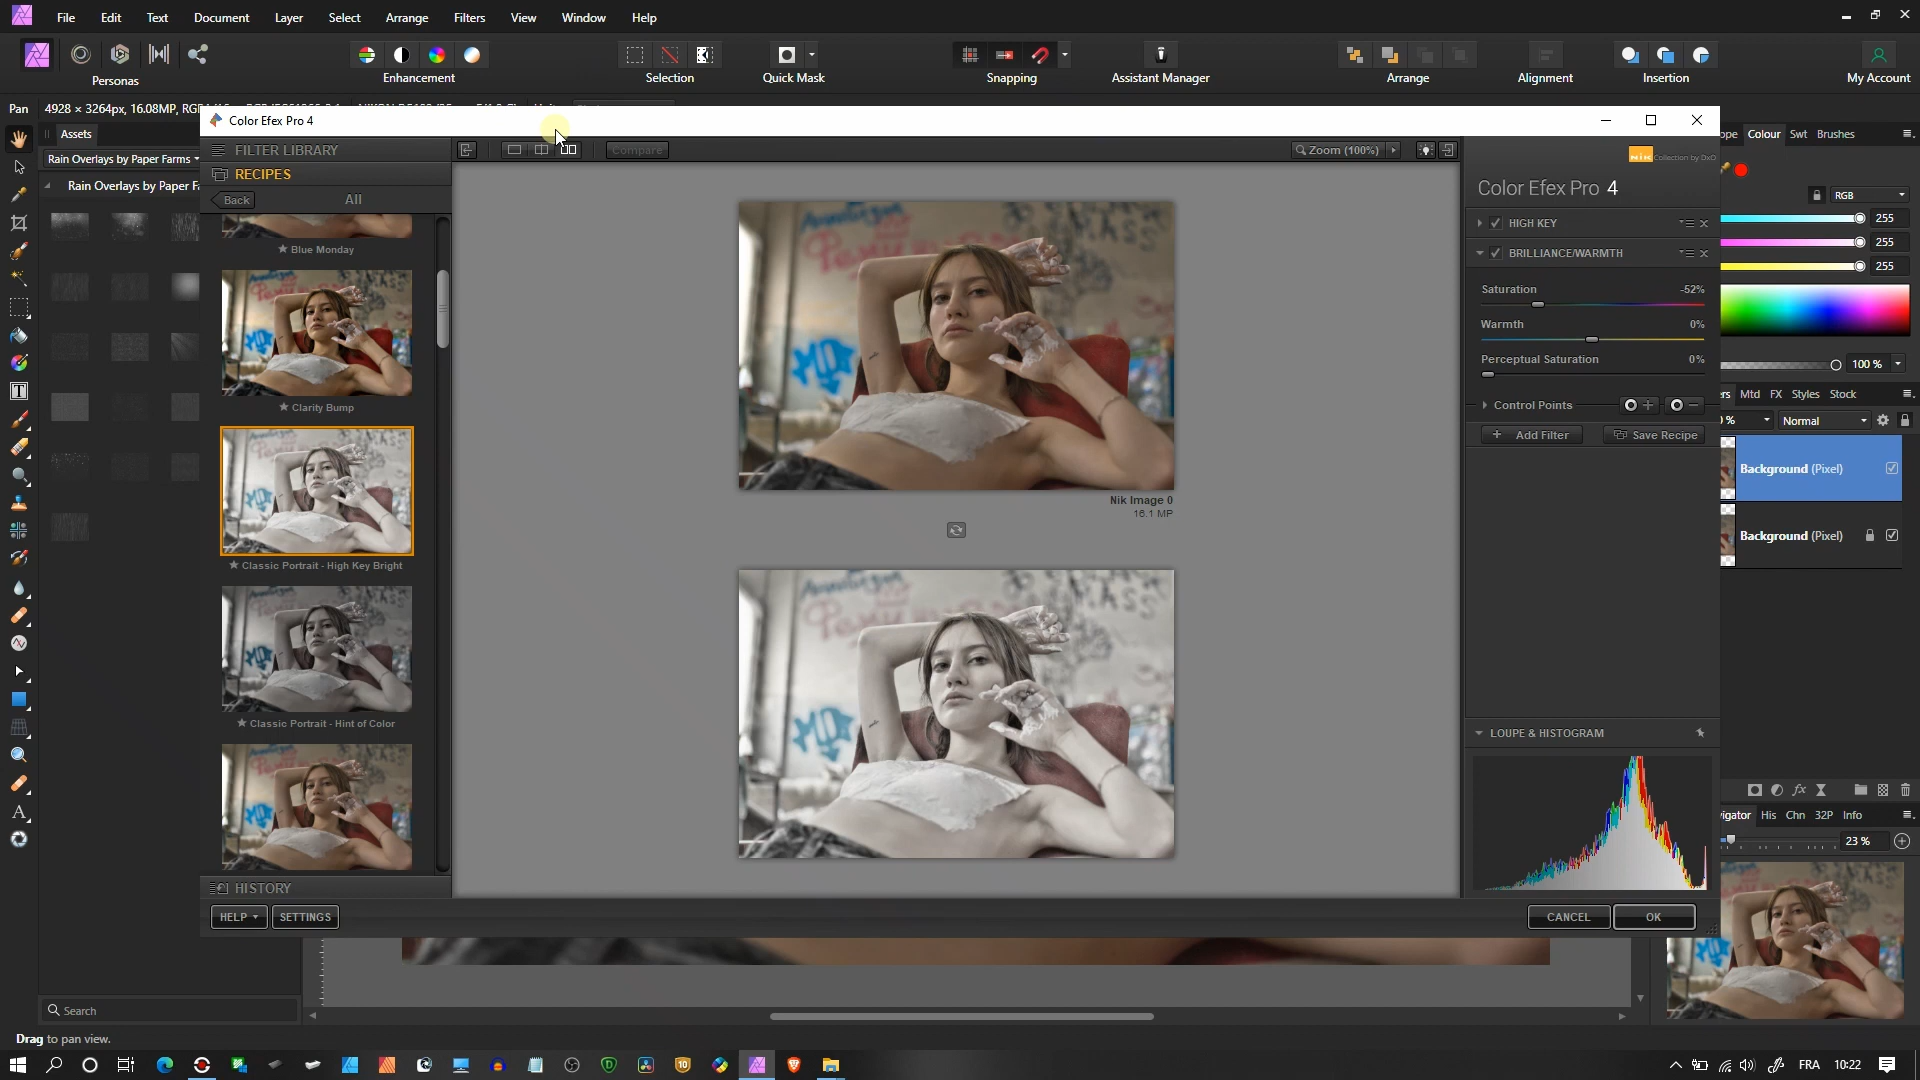 File Edit Text Document Layer Select Arrange Filters View Window Help
Personas Enhancement Selection Quick Mask Snapping Assistant Manager Arrange Alignment Insertion My Account
Pan 4928 × 3264px, 16.08MP,
Color Efex Pro 4
Assets
Colour Swt Brushes
FILTER LIBRARY
Compare
Zoom (100%)
Rain Overlays by Paper Farms
Nik Collection by DxO
RECIPES
Rain Overlays by Paper F
Color Efex Pro 4
Back All
RGB
255
255
255
HIGH KEY
BRILLIANCE/WARMTH
Blue Monday
Saturation -52%
Warmth 0%
Perceptual Saturation 0%
100 %
Mtd FX Styles Stock
Clarity Bump
Control Points
Normal
Add Filter Save Recipe
Background (Pixel)
Nik Image 0
16.1 MP
Background (Pixel)
Classic Portrait - High Key Bright
Classic Portrait - Hint of Color
LOUPE & HISTOGRAM
His Chn 32P Info
23 %
HISTORY
HELP SETTINGS
CANCEL OK
Search
Drag to pan view.
FRA 10:22